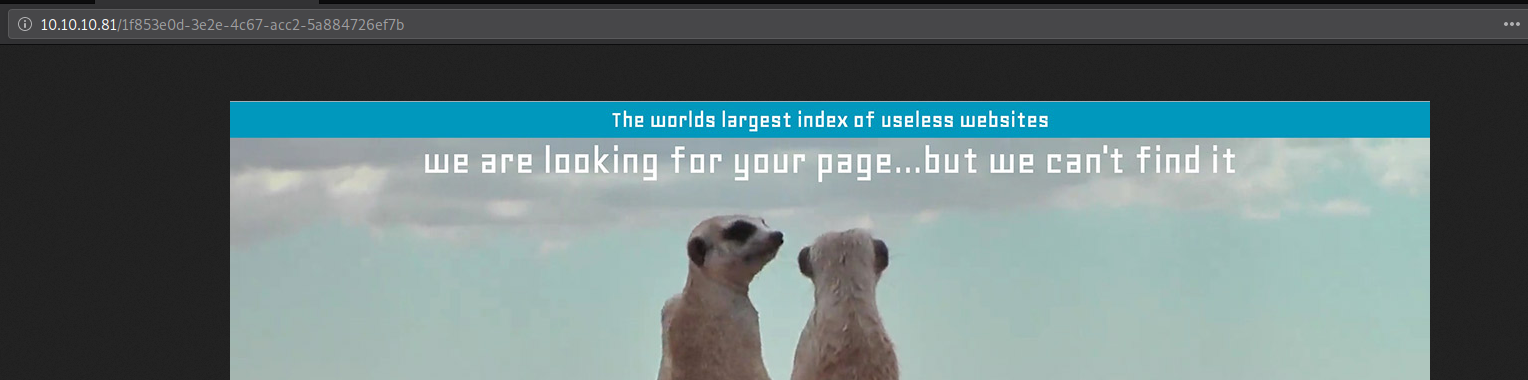 10.10.10.81/1f853e0d-3e2e-4c67-acc2-5a884726ef7b
The worlds largest index of useless websites
we are looking for your page...but we can't find it